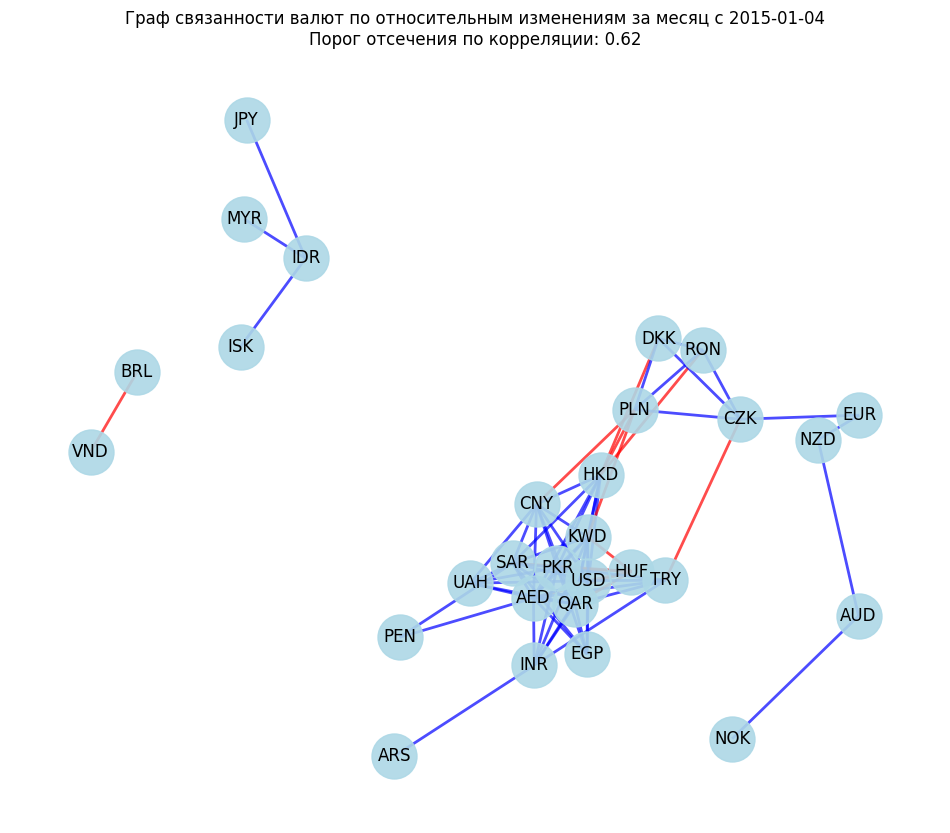 Граф связанности валют по относительным изменениям за месяц с 2015-01-04
Порог отсечения по корреляции: 0.62
JPY
MYR
IDR
ISK
BRL
VND
DKK
RON
PLN
CZK
EUR
NZD
HKD
CNY
KWD
SAR
PKR
HUF
USD
TRY
UAH
AED
QAR
AUD
PEN
INR
EGP
NOK
ARS